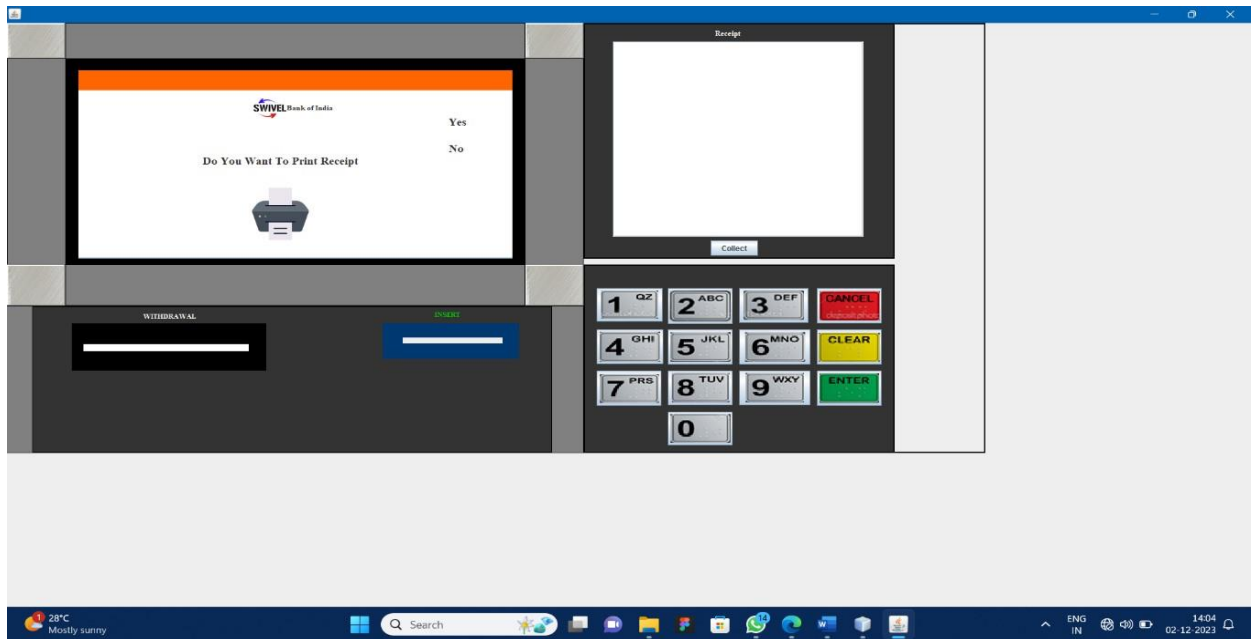 Receipt
SWIVEL Bank of India
Yes
No
Do You Want To Print Receipt
Collect
WITHDRAWAL
INSERT
1 QZ
2 ABC
3 DEF
CANCEL
4 GHI
5 JKL
6 MNO
CLEAR
7 PRS
8 TUV
9 WXY
ENTER
0
1
28°C
Mostly sunny
Search
14
ENG
IN
14:04
02-12-2023